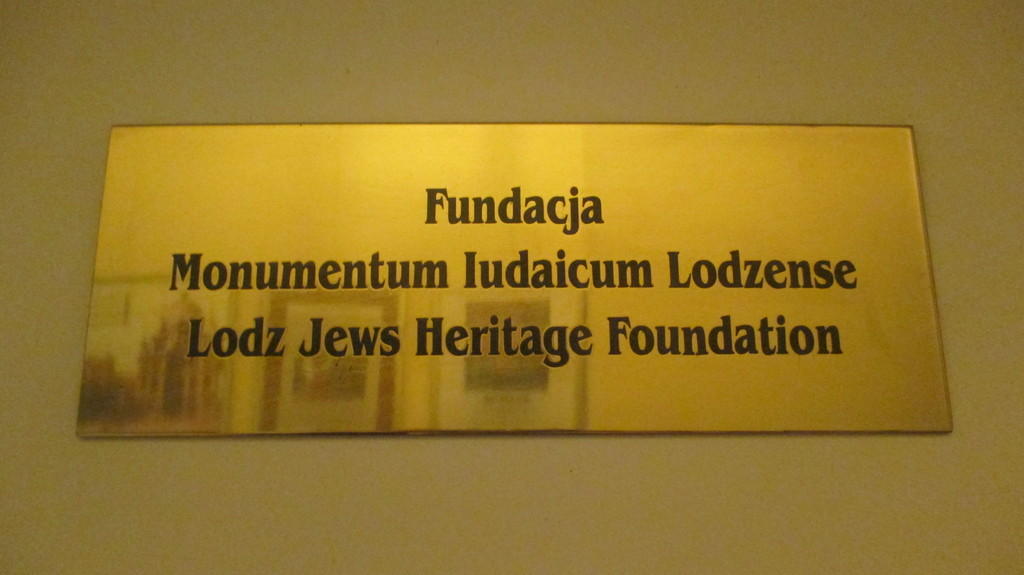 Fundacja
Monumentum Iudaicum Lodzense
Lodz Jews Heritage Foundation